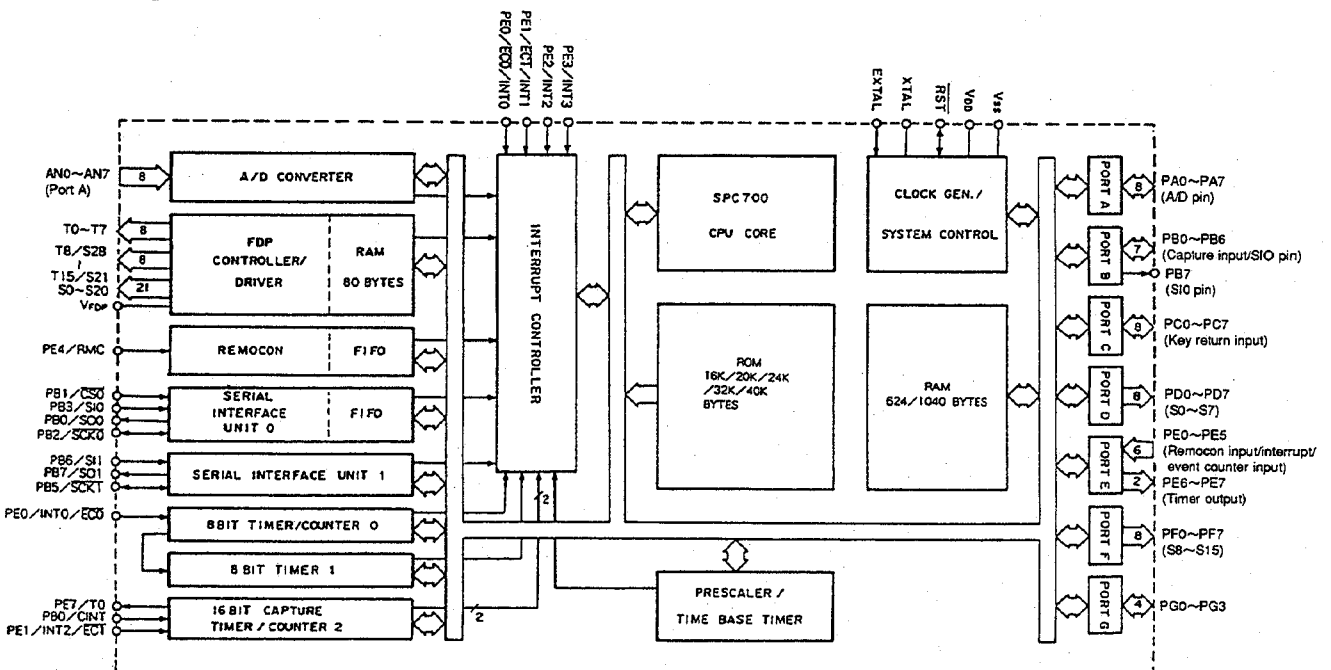 PE0/EC0/INT0
PE1/ECT/INT1
PE2/INT2
PE3/INT3
EXTAL
XTAL
RST
VDD
VSS
AN0~AN7
(Port A)
8
A/D CONVERTER
T0~T7
8
T8/S28
8
T15/S21
S0~S20
21
VFDP
FDP
CONTROLLER/
DRIVER
RAM
80 BYTES
PE4/RMC
REMOCON
FIFO
PB1/CS0
PB3/SI0
PB0/SO0
PB2/SCK0
SERIAL
INTERFACE
UNIT 0
FIFO
PB6/SI1
PB7/SO1
PB5/SCKT
SERIAL INTERFACE UNIT 1
PE0/INT0/EC0
8BIT TIMER/COUNTER 0
8BIT TIMER 1
PE7/T0
PB0/CINT
PE1/INT2/ECT
16BIT CAPTURE
TIMER/COUNTER 2
2
2
INTERRUPT CONTROLLER
SPC700
CPU CORE
CLOCK GEN./
SYSTEM CONTROL
ROM
16K/20K/24K
/32K/40K
BYTES
RAM
624/1040 BYTES
PRESCALER/
TIME BASE TIMER
PORT A
8
PA0~PA7
(A/D pin)
PORT B
7
PB0~PB6
(Capture input/SIO pin)
PB7
(SI0 pin)
PORT C
8
PC0~PC7
(Key return input)
PORT D
8
PD0~PD7
(S0~S7)
PORT E
6
PE0~PE5
(Remocon input/interrupt/
event counter input)
2
PE6~PE7
(Timer output)
PORT F
8
PF0~PF7
(S8~S15)
PORT G
4
PG0~PG3